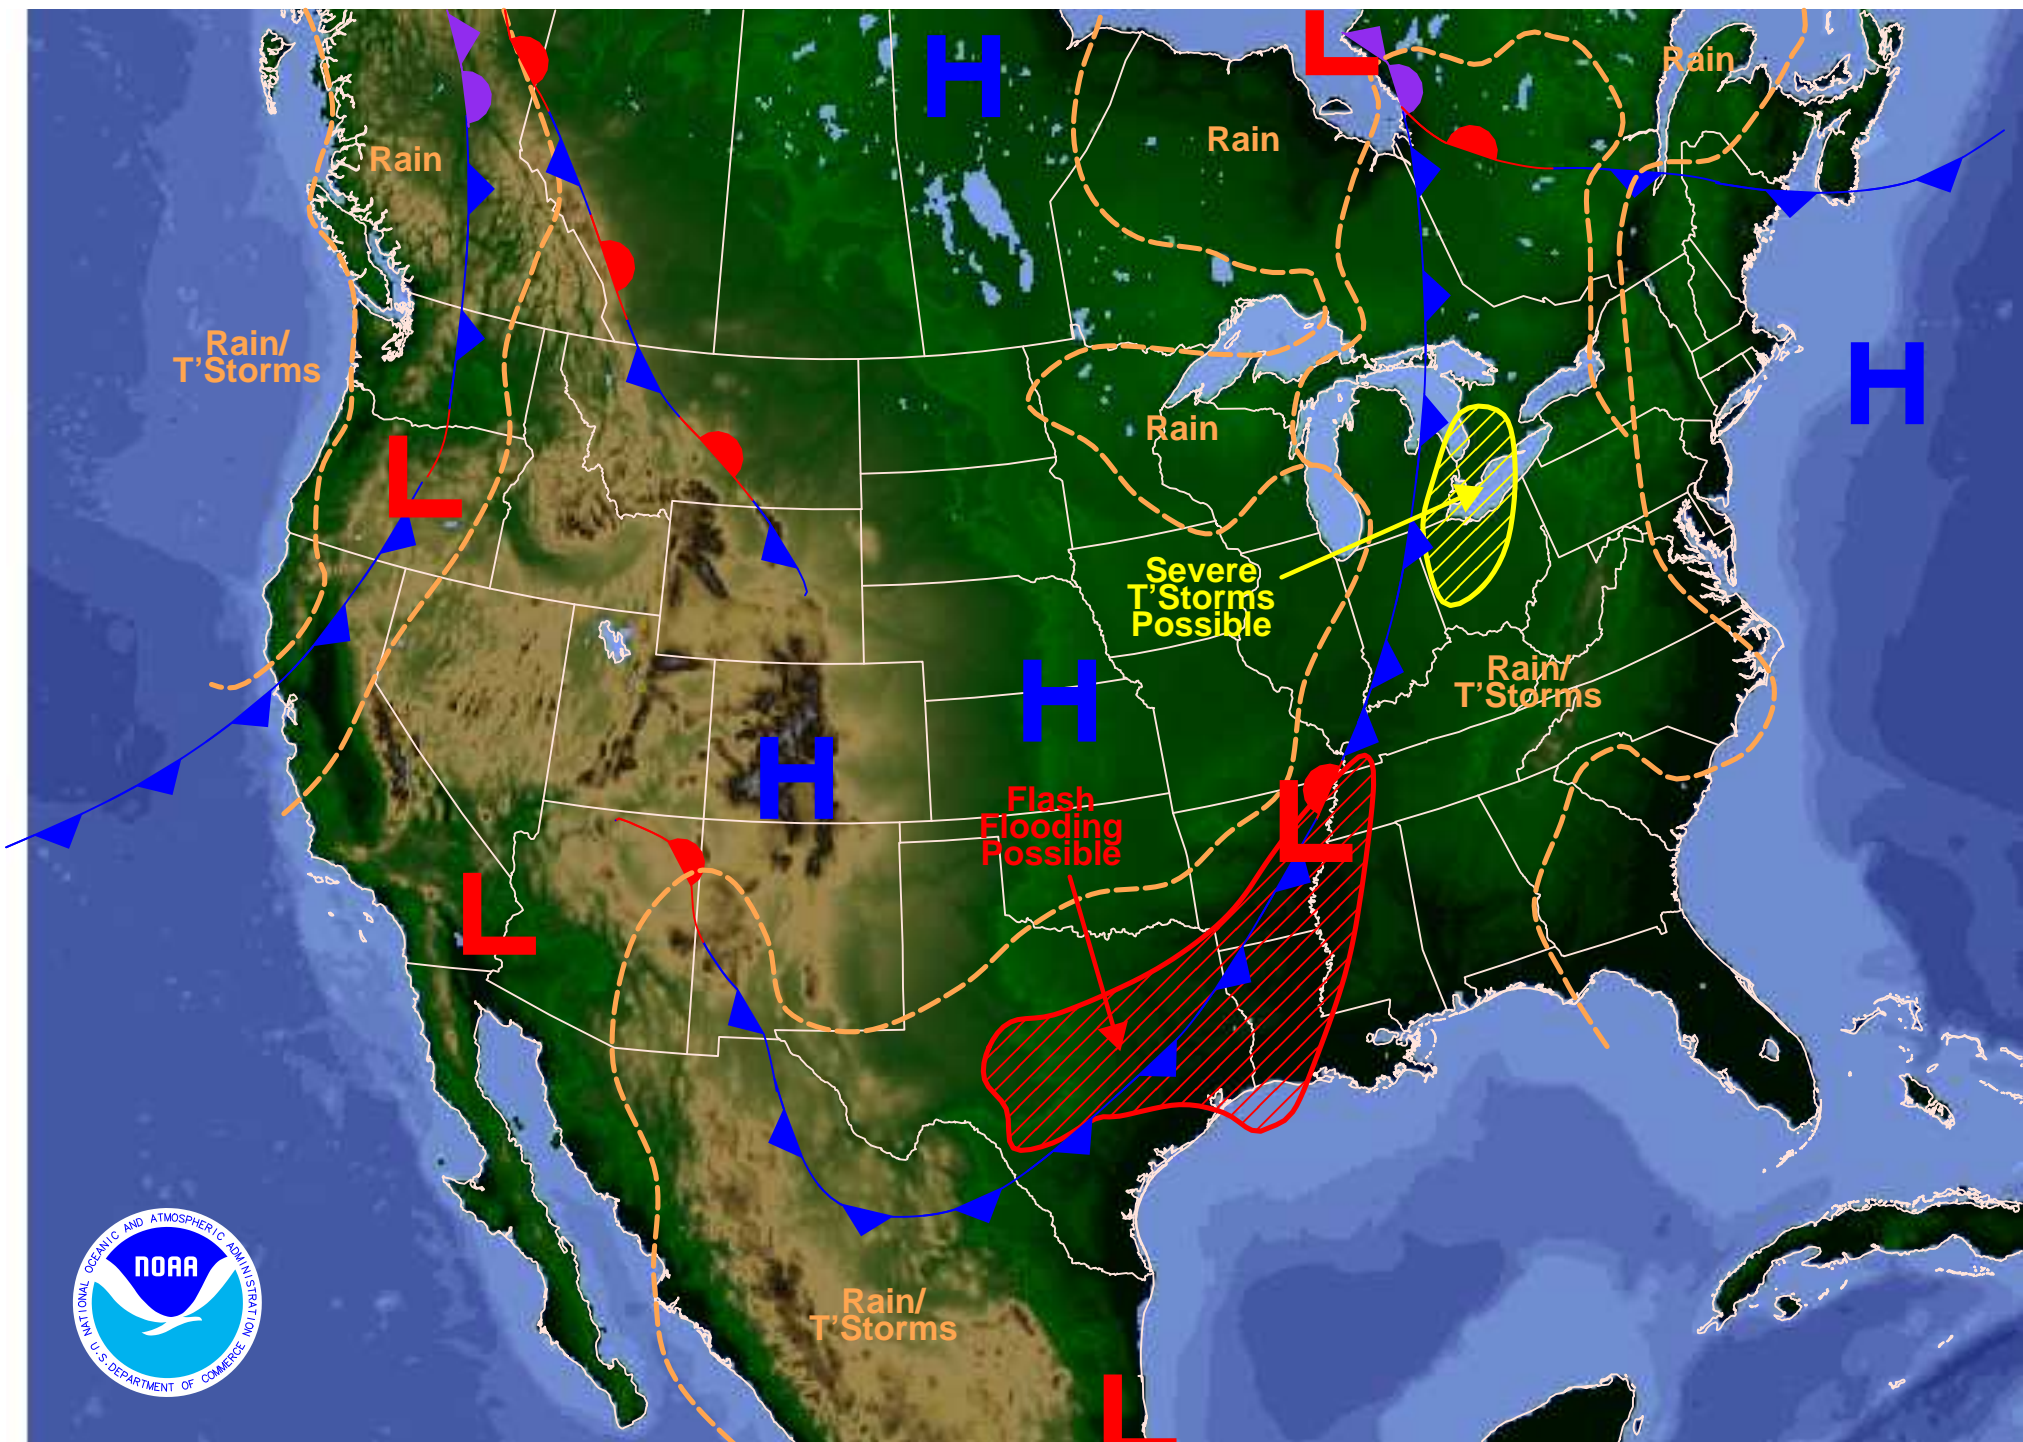 H
L
Rain
Rain
Rain
Rain/
T'Storms
H
Rain
L
Severe
T'Storms
Possible
Rain/
T'Storms
H
H
Flash
Flooding
Possible
L
L
Rain/
T'Storms
L
NOAA
NATIONAL OCEANIC AND ATMOSPHERIC ADMINISTRATION
U.S. DEPARTMENT OF COMMERCE